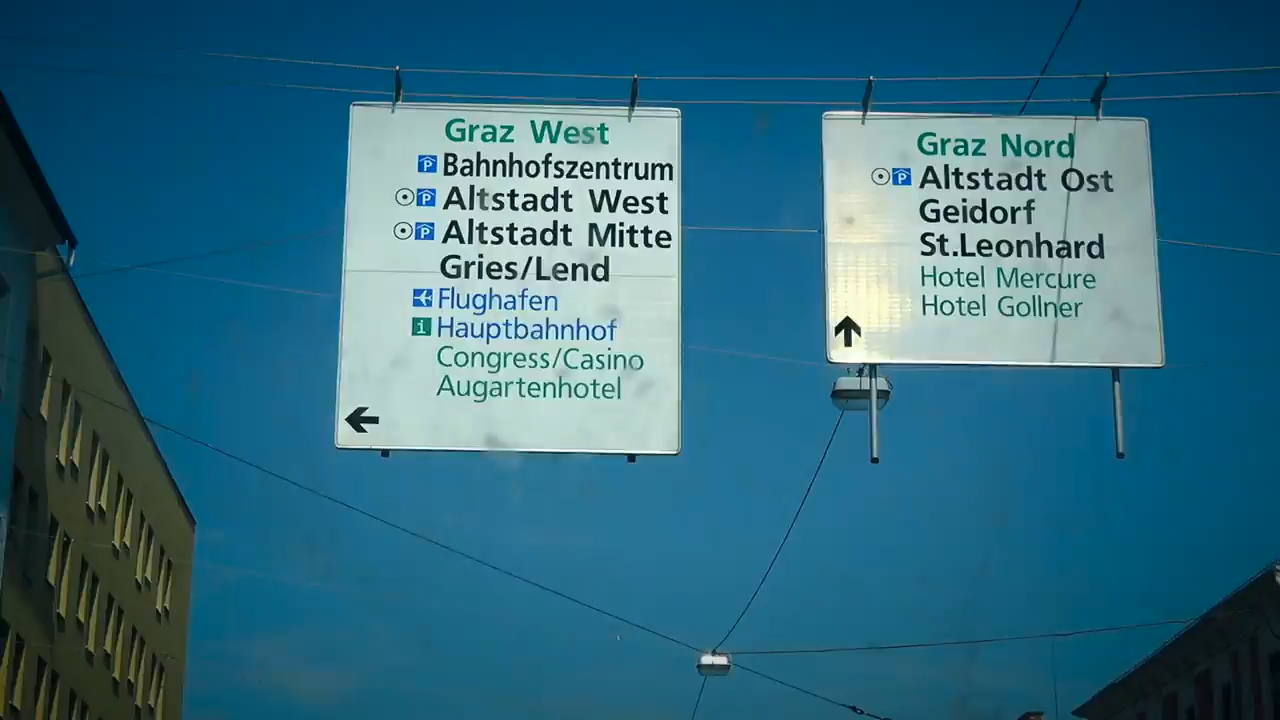 Graz West
P Bahnhofszentrum
P Altstadt West
P Altstadt Mitte
Gries/Lend
Flughafen
i Hauptbahnhof
Congress/Casino
Augartenhotel
Graz Nord
P Altstadt Ost
Geidorf
St.Leonhard
Hotel Mercure
Hotel Gollner